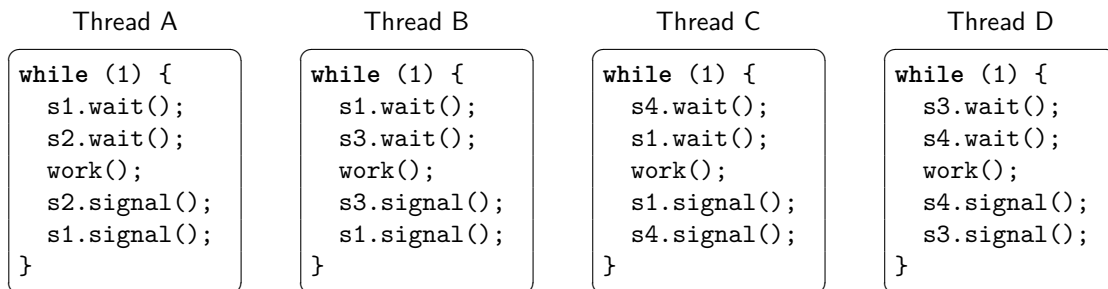 Thread A
while (1) {
s1.wait();
s2.wait();
work();
s2.signal();
s1.signal();
}
Thread B
while (1) {
s1.wait();
s3.wait();
work();
s3.signal();
s1.signal();
}
Thread C
while (1) {
s4.wait();
s1.wait();
work();
s1.signal();
s4.signal();
}
Thread D
while (1) {
s3.wait();
s4.wait();
work();
s4.signal();
s3.signal();
}